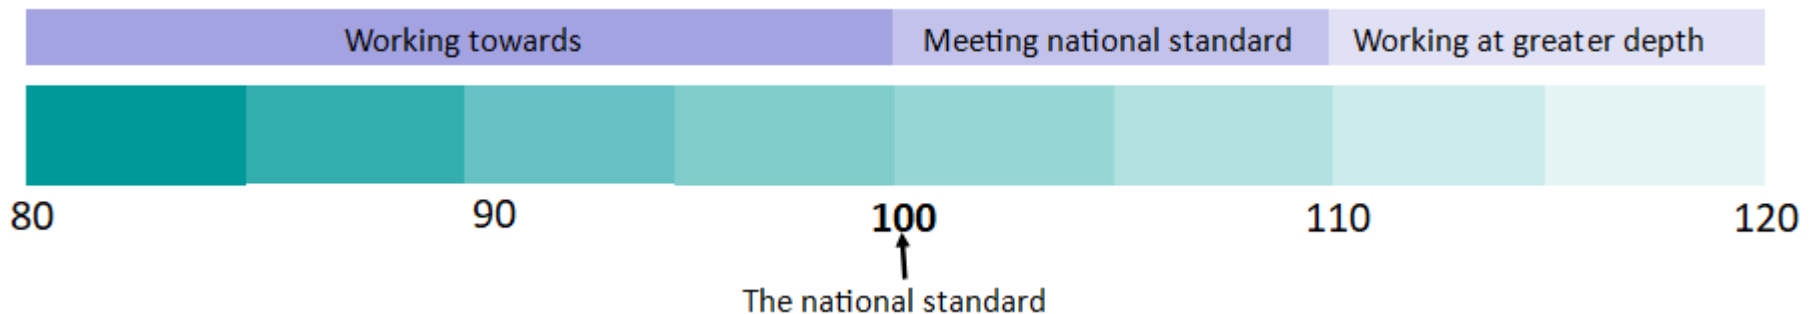 Working towards Meeting national standard Working at greater depth
80 90 100 110 120
The national standard